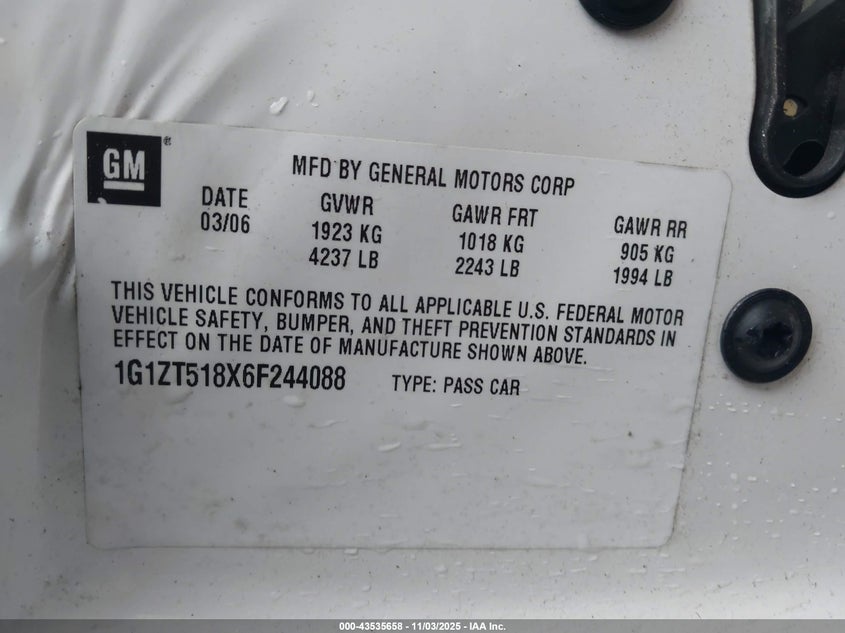 GM
MFD BY GENERAL MOTORS CORP
DATE GVWR GAWR FRT GAWR RR
03/06 1923 KG 1018 KG 905 KG
4237 LB 2243 LB 1994 LB
THIS VEHICLE CONFORMS TO ALL APPLICABLE U.S. FEDERAL MOTOR
VEHICLE SAFETY, BUMPER, AND THEFT PREVENTION STANDARDS IN
EFFECT ON THE DATE OF MANUFACTURE SHOWN ABOVE.
1G1ZT518X6F244088 TYPE: PASS CAR
000-43535658 - 11/03/2025 - IAA Inc.